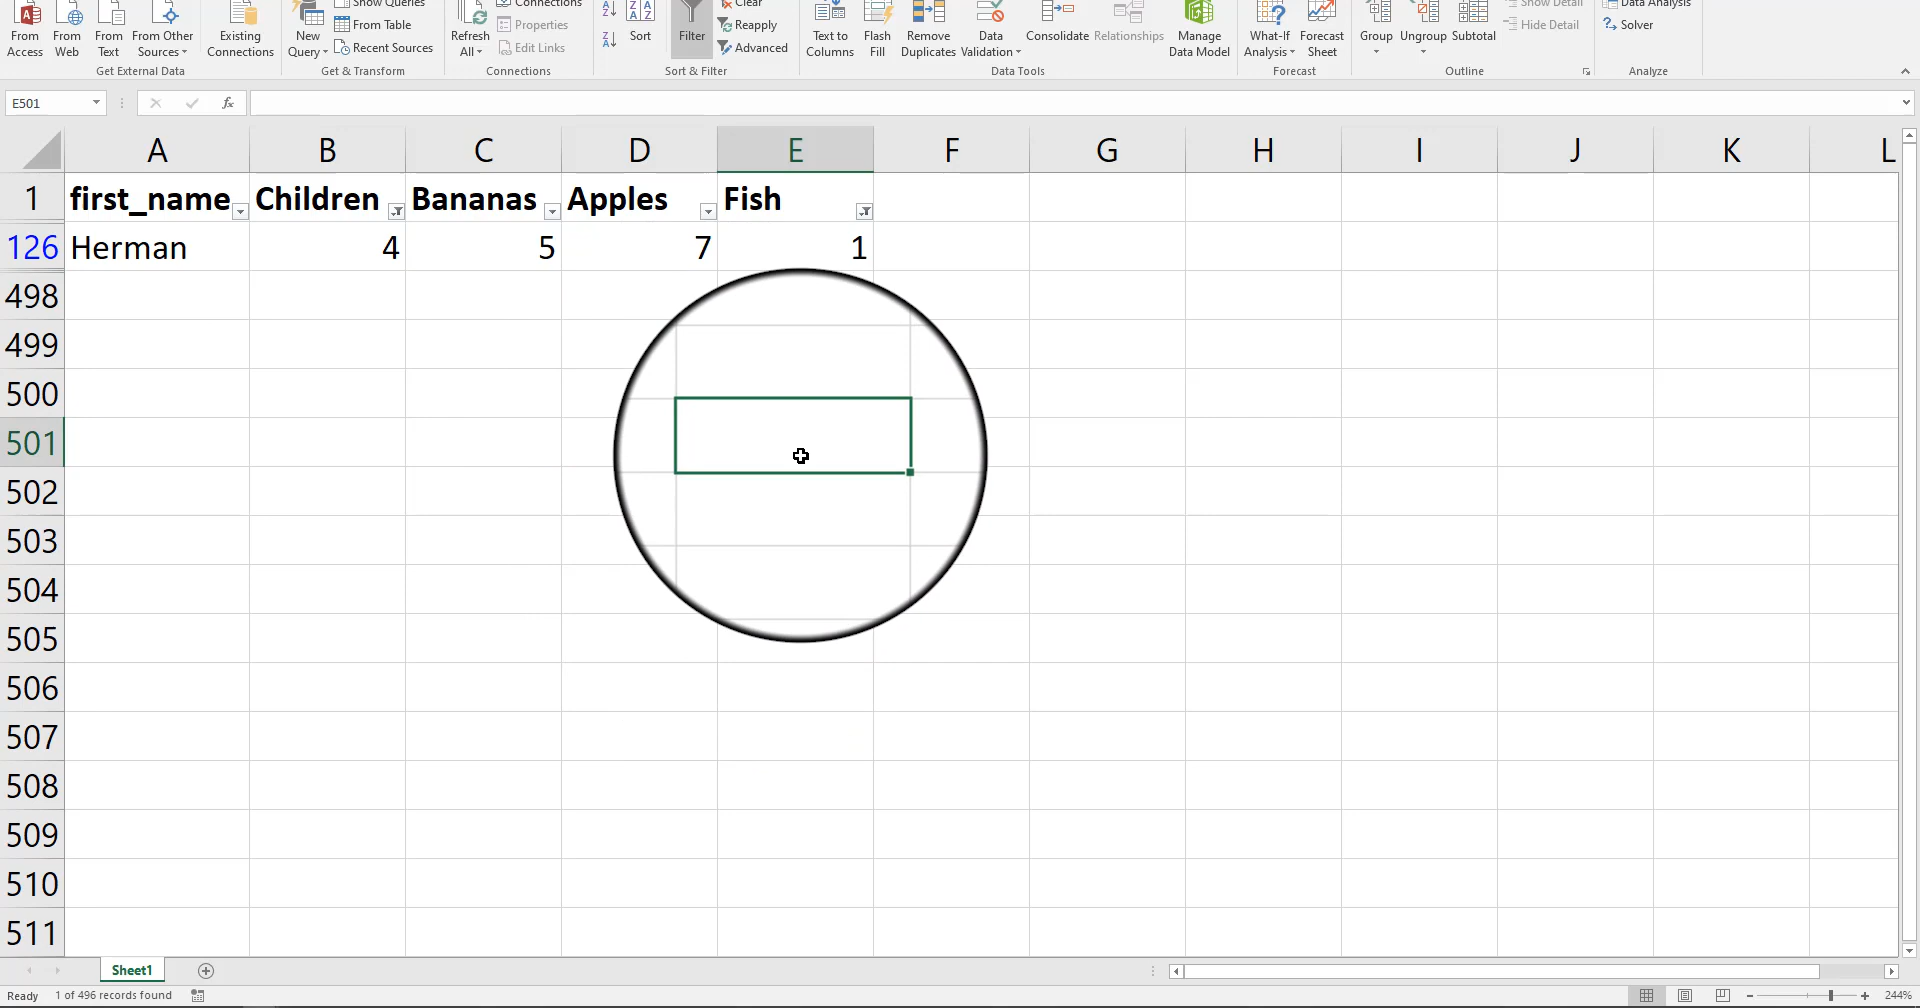 Show Queries
Connections
Clear
Show Detail
Data Analysis
From Access
From Web
From Text
From Other Sources
Existing Connections
New Query
From Table
Recent Sources
Refresh All
Properties
Edit Links
Sort
Filter
Reapply
Advanced
Text to Columns
Flash Fill
Remove Duplicates
Data Validation
Consolidate
Relationships
Manage Data Model
What-If Analysis
Forecast Sheet
Group
Ungroup
Subtotal
Hide Detail
Solver
Get External Data
Get & Transform
Connections
Sort & Filter
Data Tools
Forecast
Outline
Analyze
E501
fx
A B C D E F G H I J K L
1 first_name Children Bananas Apples Fish
126 Herman 4 5 7 1
498
499
500
501
502
503
504
505
506
507
508
509
510
511
Sheet1
Ready 1 of 496 records found
244%